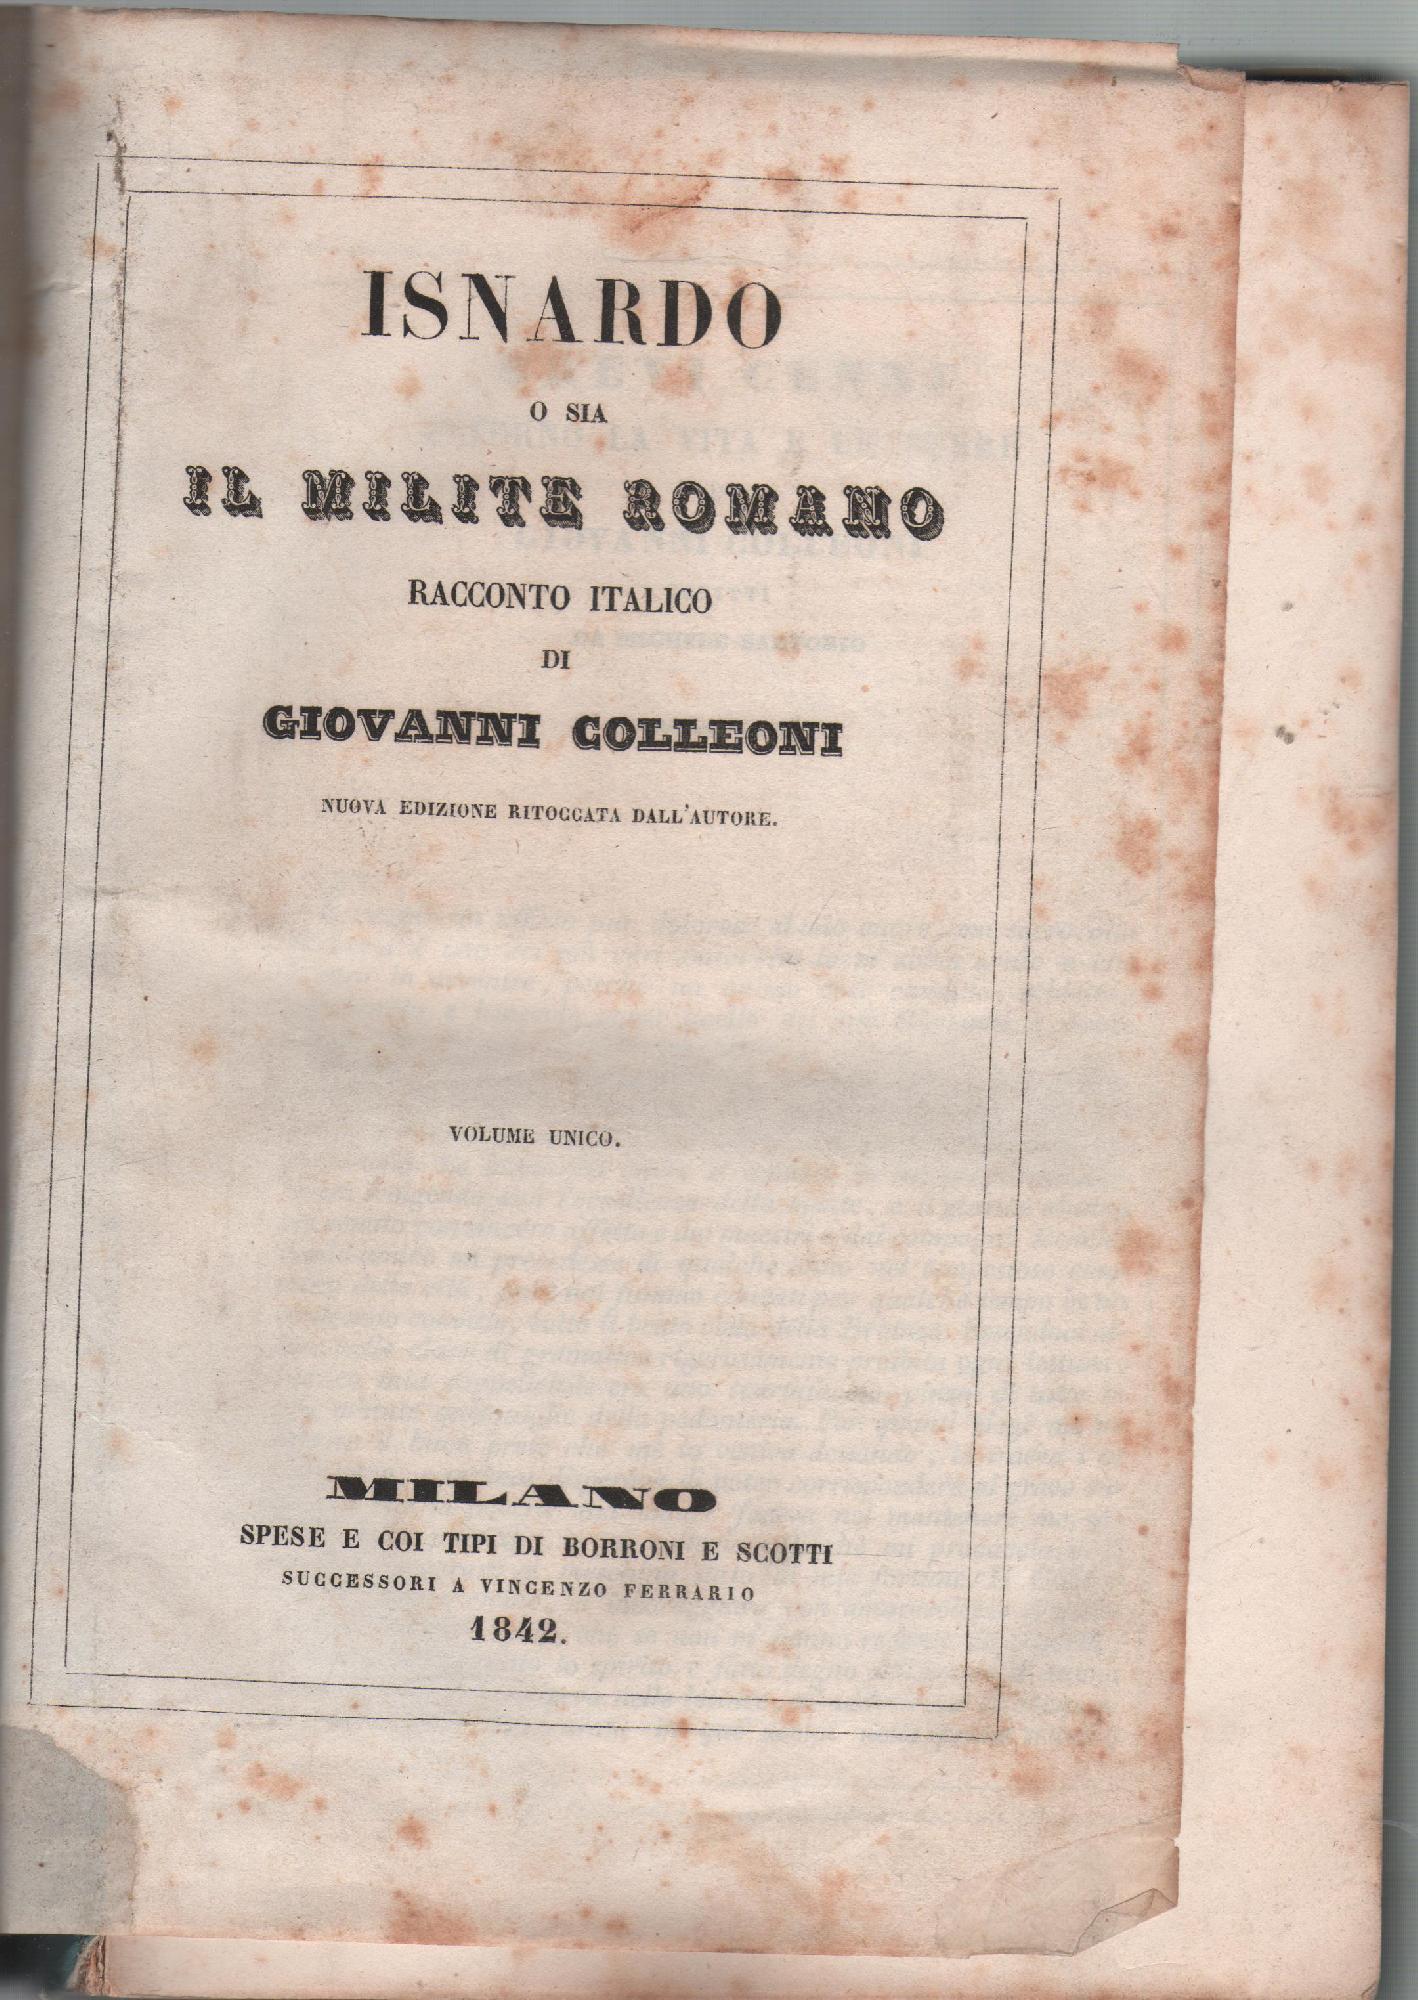 ISNARDO
O SIA
IL MILITE ROMANO
RACCONTO ITALICO
DI
GIOVANNI COLLEONI
NUOVA EDIZIONE RITOCCATA DALL'AUTORE.
VOLUME UNICO.
MILANO
SPESE E COI TIPI DI BORRONI E SCOTTI
SUCCESSORI A VINCENZO FERRARIO
1842.